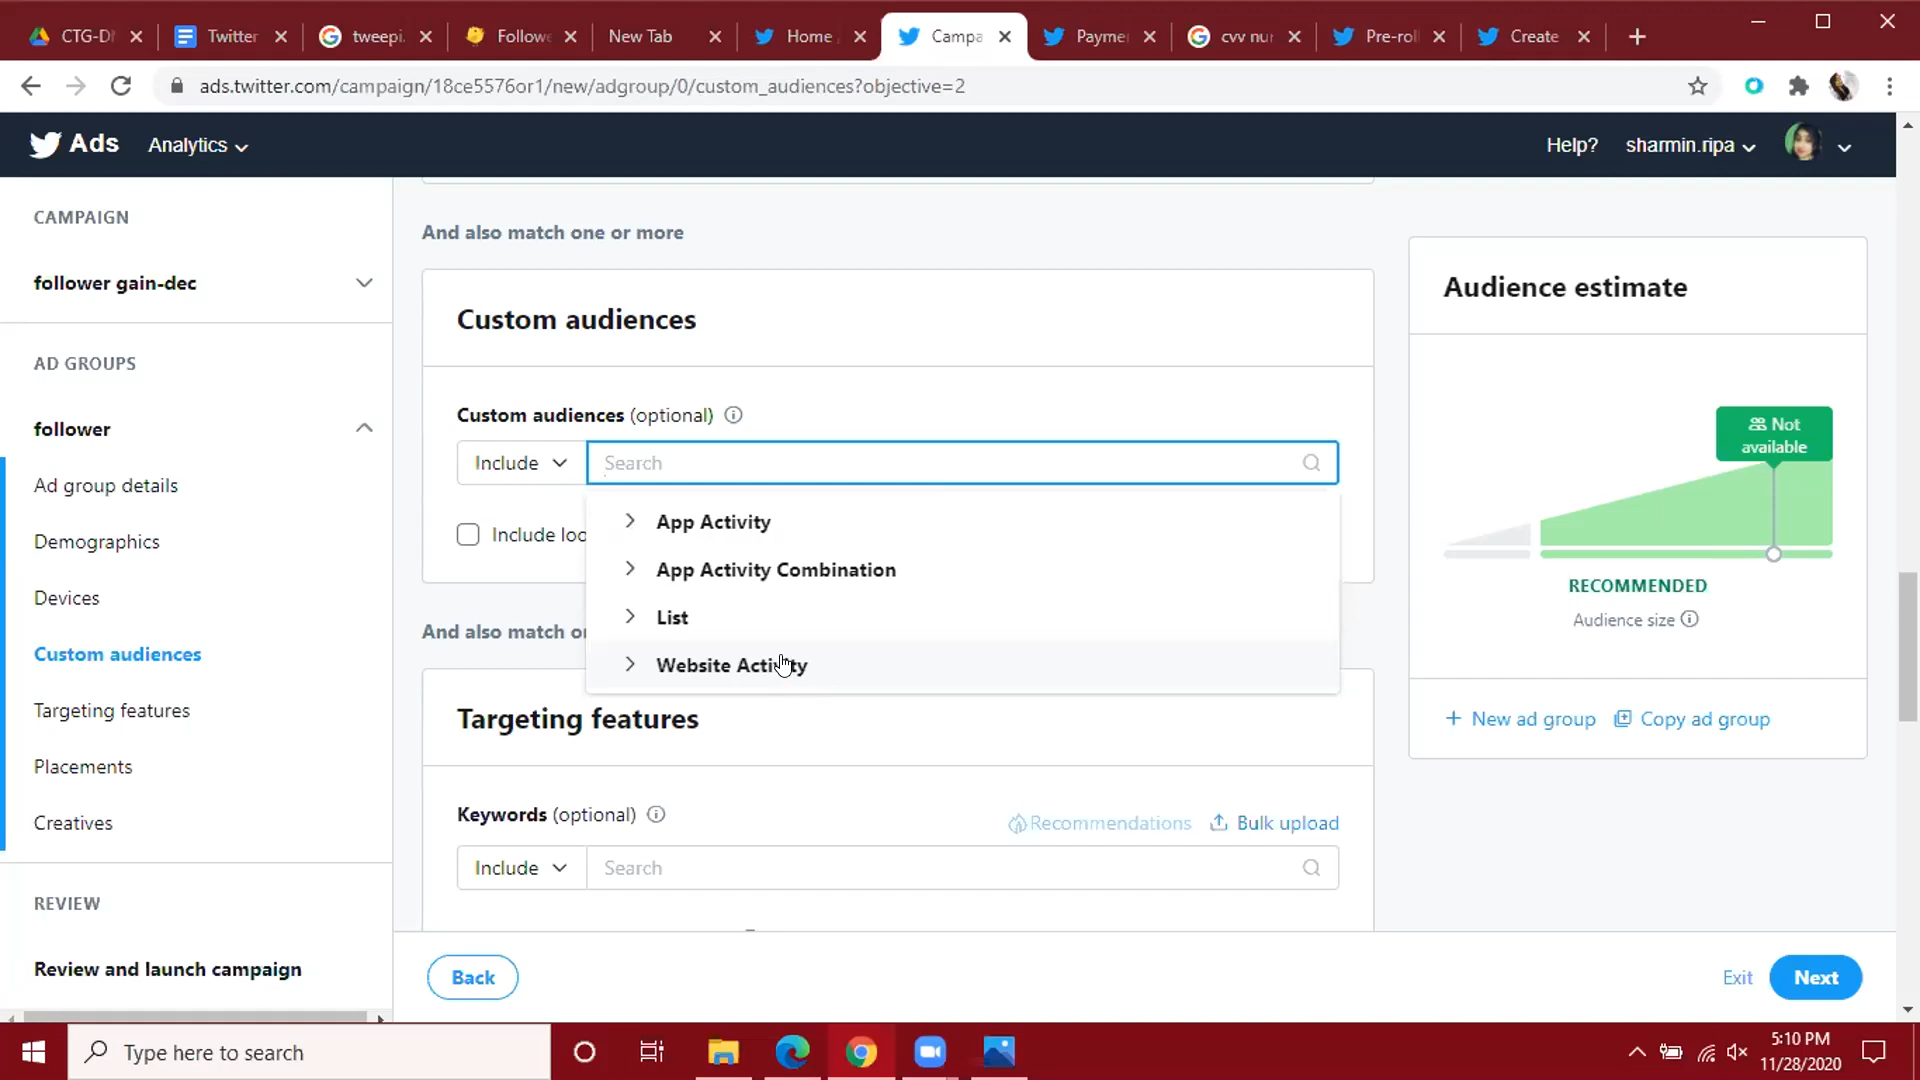 CTG-DM
Twitter
tweepi.
Follow
New Tab
Home
Campa
Payme
cvv nu
Pre-rol
Create
ads.twitter.com/campaign/18ce5576or1/new/adgroup/0/custom_audiences?objective=2
Ads
Analytics
Help?
sharmin.ripa
CAMPAIGN
follower gain-dec
AD GROUPS
follower
Ad group details
Demographics
Devices
Custom audiences
Targeting features
Placements
Creatives
REVIEW
Review and launch campaign
And also match one or more
Custom audiences
Custom audiences (optional)
Include
Search
Include loo
App Activity
App Activity Combination
List
Website Activity
And also match or
Targeting features
Keywords (optional)
Recommendations
Bulk upload
Include
Search
Back
Exit
Next
Audience estimate
Not
available
RECOMMENDED
Audience size
New ad group
Copy ad group
Type here to search
5:10 PM
11/28/2020